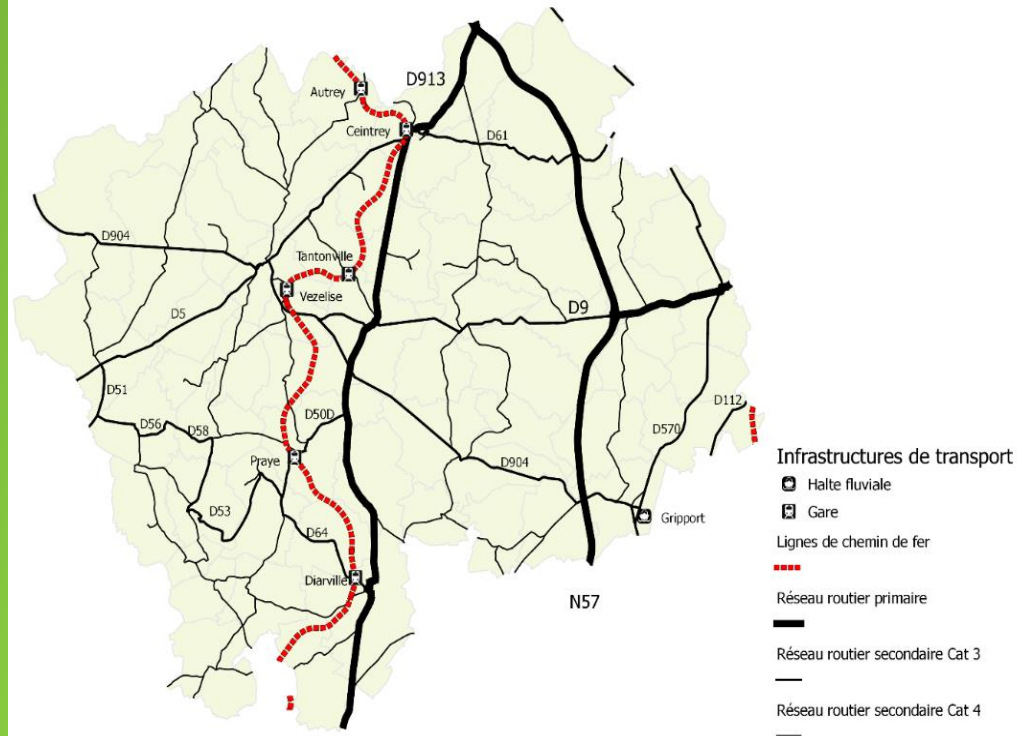 D913
Autrey
Ceintrey
D61
D904
Tantonville
Vezelise
D9
D5
D51
D112
D56
D58
D50D
D570
Praye
D904
D53
Gripport
D64
Diarville
N57
Infrastructures de transport
Halte fluviale
Gare
Lignes de chemin de fer
Réseau routier primaire
Réseau routier secondaire Cat 3
Réseau routier secondaire Cat 4